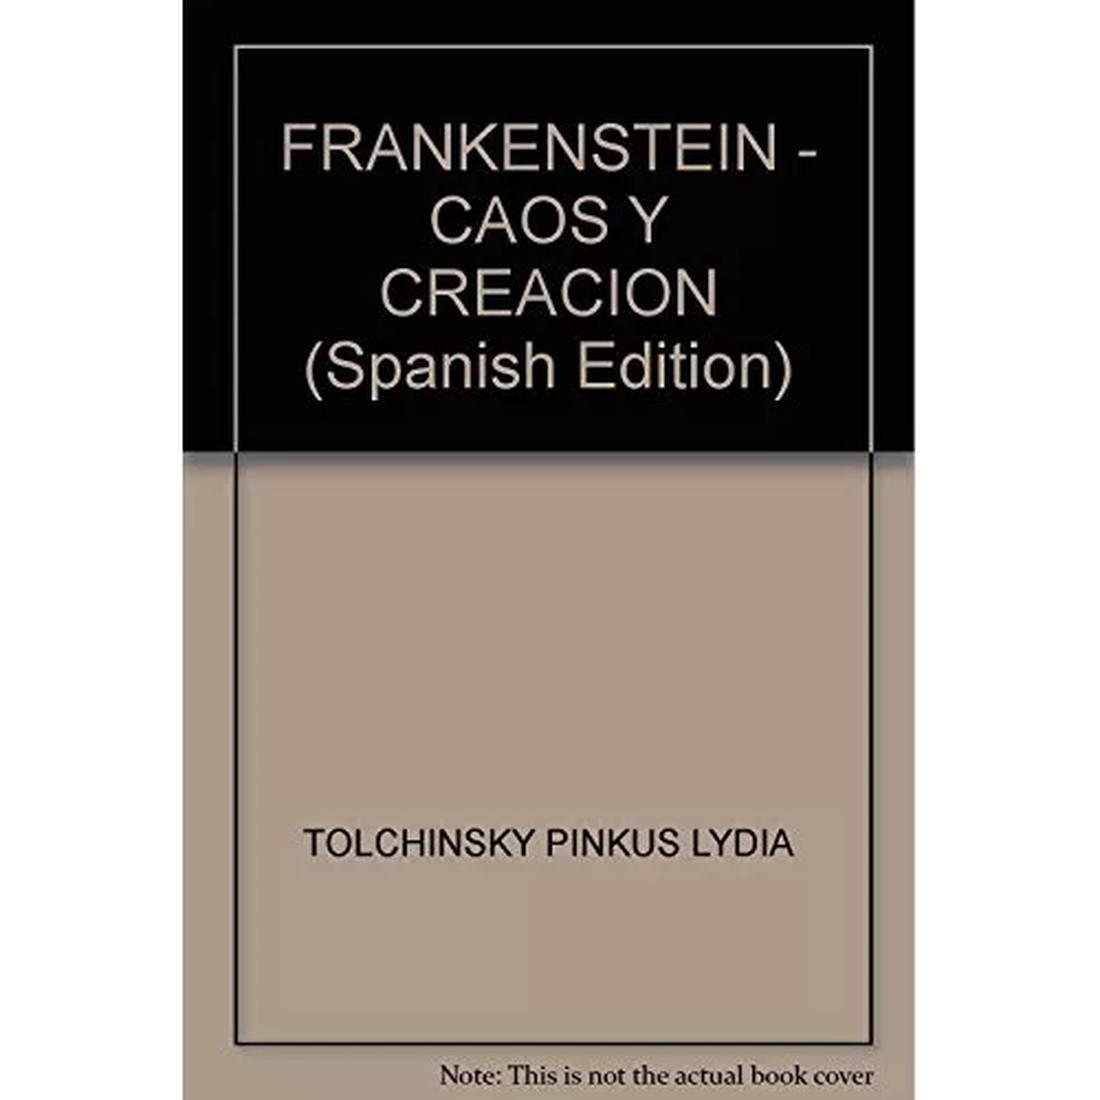 FRANKENSTEIN -
CAOS Y
CREACION
(Spanish Edition)
TOLCHINSKY PINKUS LYDIA
Note: This is not the actual book cover